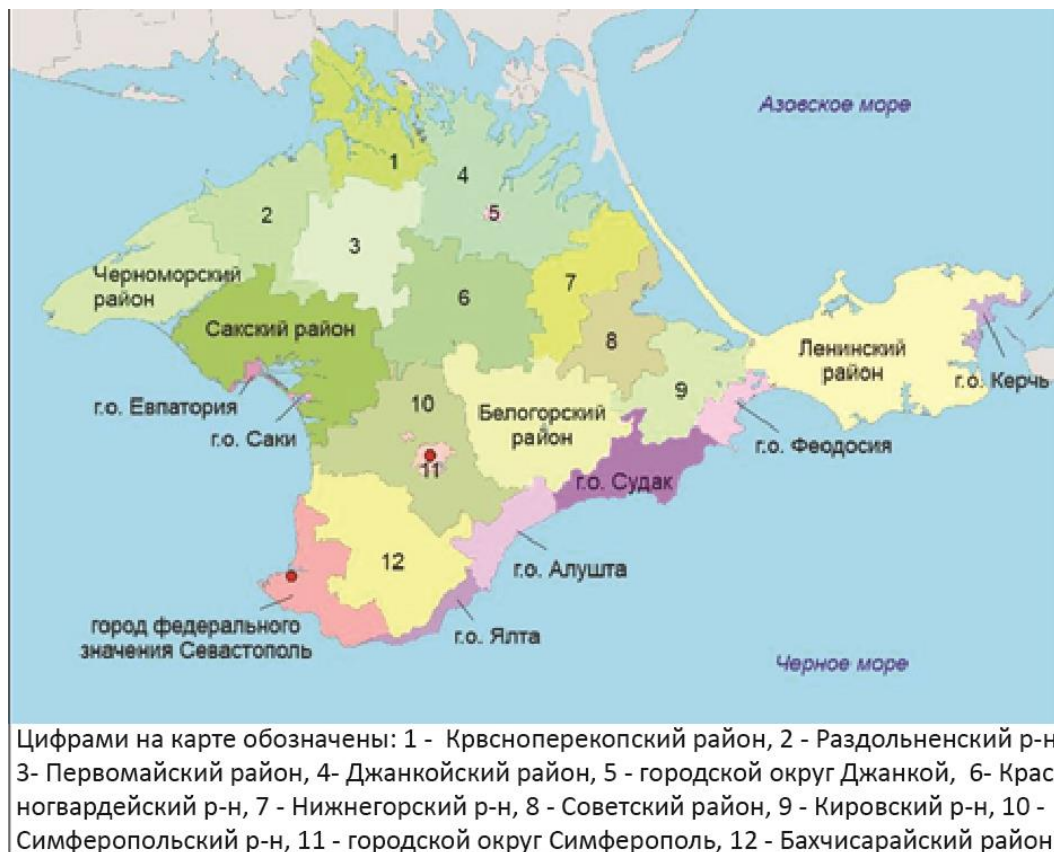 Азовское море
1
4
2
5
3
Черноморский
район
7
6
Сакский район
8
Ленинский
район
9
г.о. Керчь
10
Белогорский
район
г.о. Евпатория
г.о. Саки
г.о. Феодосия
11
г.о. Судак
12
г.о. Алушта
город федерального
значения Севастополь
г.о. Ялта
Черное море
Цифрами на карте обозначены: 1 - Крвсноперекопский район, 2 - Раздольненский р-н
3- Первомайский район, 4- Джанкойский район, 5 - городской округ Джанкой, 6- Крас
ногвардейский р-н, 7 - Нижнегорский р-н, 8 - Советский район, 9 - Кировский р-н, 10 -
Симферопольский р-н, 11 - городской округ Симферополь, 12 - Бахчисарайский район